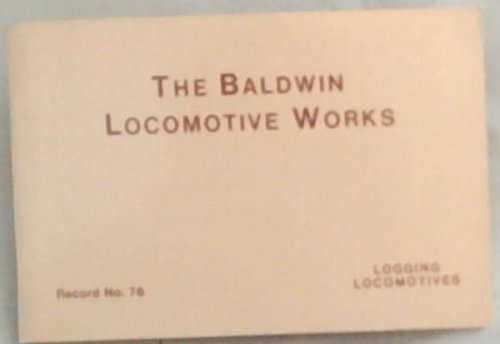 THE BALDWIN
LOCOMOTIVE WORKS
Record No. 76
LOGGING
LOCOMOTIVES